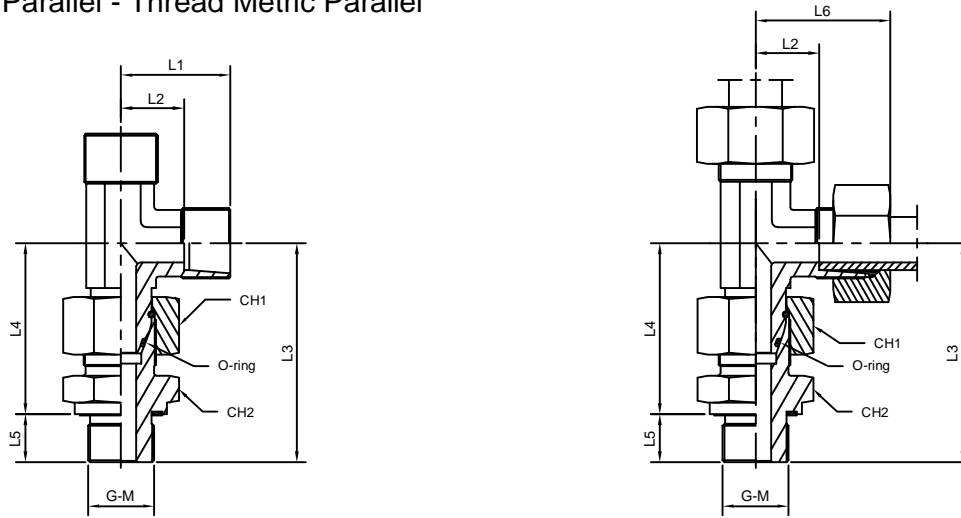 Parallel - Thread Metric Parallel
L1
L2
L4
L3
CH1
O-ring
CH2
L5
G-M
L6
L2
L4
L3
CH1
O-ring
CH2
L5
G-M